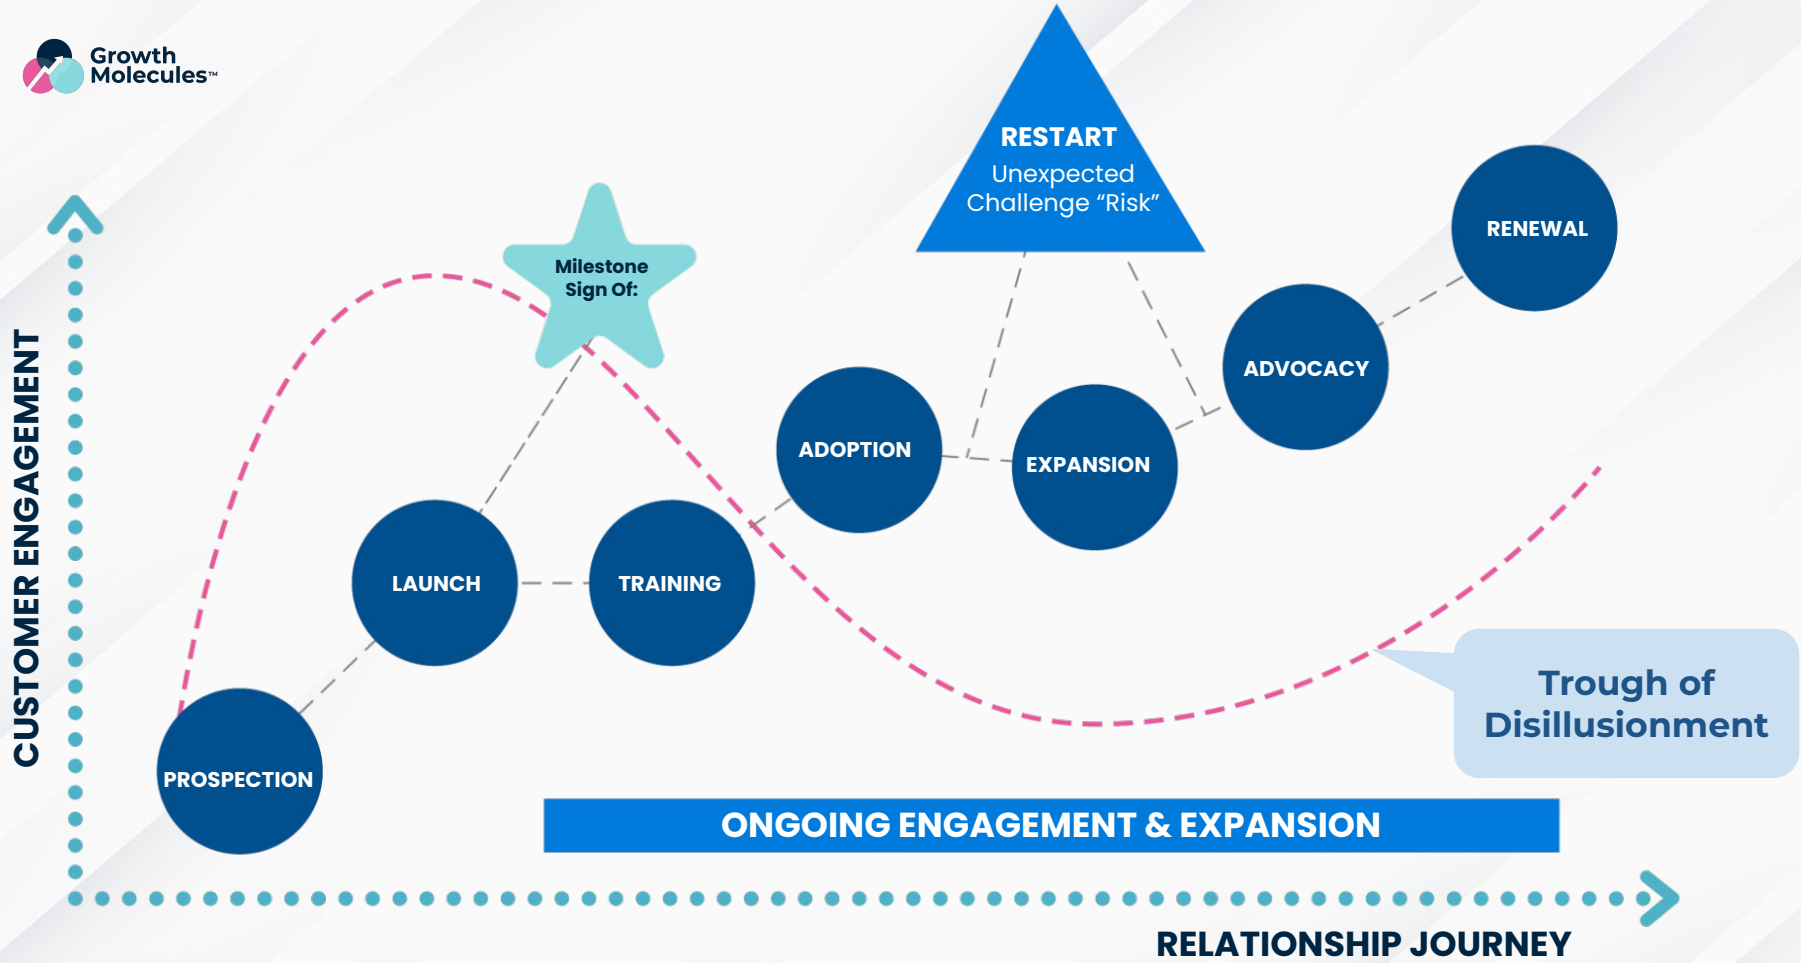 Growth
Molecules™
RESTART
Unexpected
Challenge “Risk”
RENEWAL
Milestone
Sign Of:
ADVOCACY
ADOPTION
EXPANSION
LAUNCH
TRAINING
PROSPECTION
CUSTOMER ENGAGEMENT
Trough of
Disillusionment
ONGOING ENGAGEMENT & EXPANSION
RELATIONSHIP JOURNEY